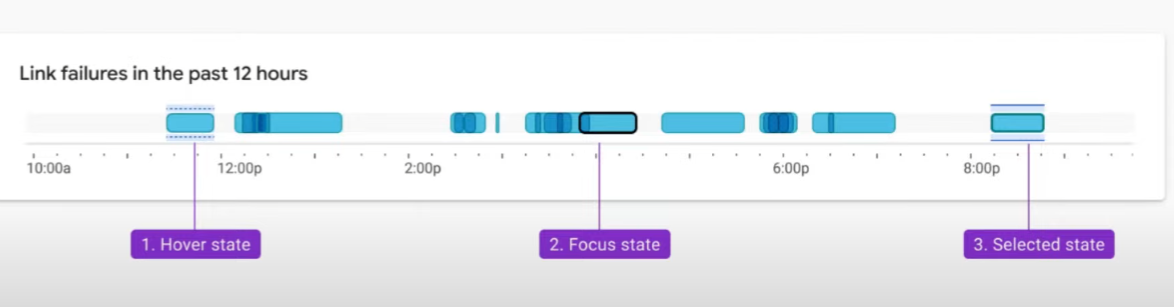 Link failures in the past 12 hours
10:00a 12:00p 2:00p 6:00p 8:00p
1. Hover state 2. Focus state 3. Selected state